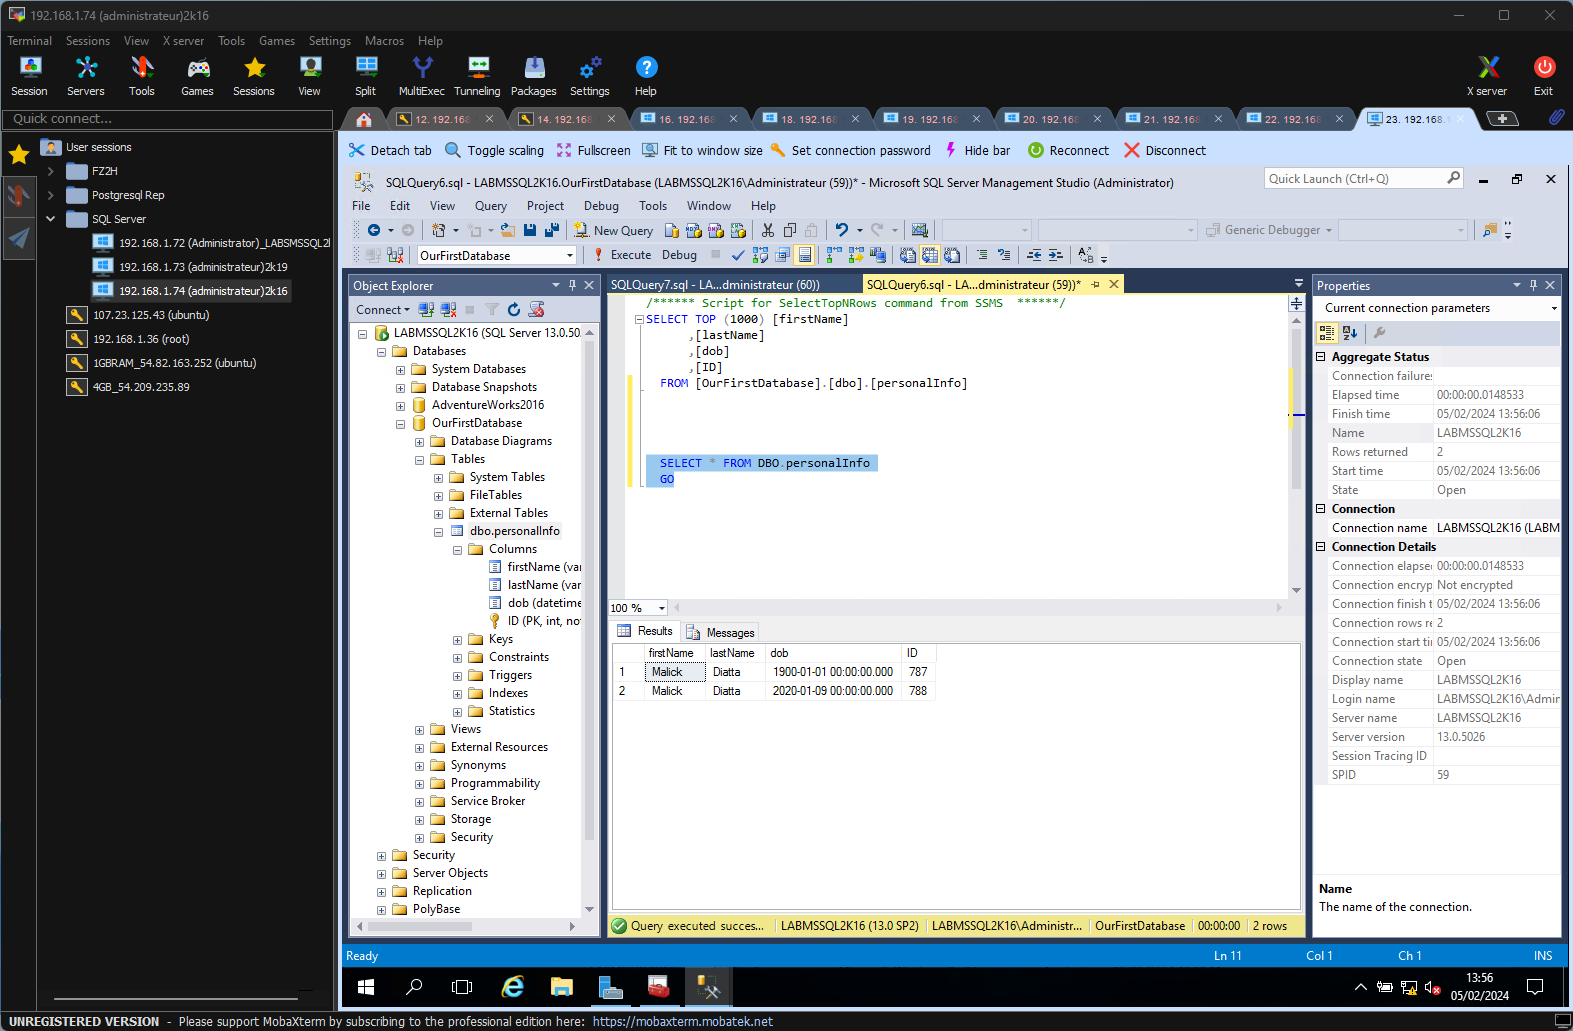 192.168.1.74 (administrateur)2k16
Terminal Sessions View X server Tools Games Settings Macros Help
Session Servers Tools Games Sessions View Split MultiExec Tunneling Packages Settings Help X server Exit
Quick connect...
12. 192.168 14. 192.168 16. 192.168 18. 192.168 19. 192.168 20. 192.168 21. 192.168 22. 192.168 23. 192.168.1
User sessions
FZ2H
Postgresql Rep
SQL Server
192.168.1.72 (Administrator)_LABSMSSQL2
192.168.1.73 (administrateur)2k19
192.168.1.74 (administrateur)2k16
107.23.125.43 (ubuntu)
192.168.1.36 (root)
1GBRAM_54.82.163.252 (ubuntu)
4GB_54.209.235.89
Detach tab Toggle scaling Fullscreen Fit to window size Set connection password Hide bar Reconnect Disconnect
SQLQuery6.sql - LABMSSQL2K16.OurFirstDatabase (LABMSSQL2K16\Administrateur (59))* - Microsoft SQL Server Management Studio (Administrator)
Quick Launch (Ctrl+Q)
File Edit View Query Project Debug Tools Window Help
New Query Generic Debugger
OurFirstDatabase Execute Debug
Object Explorer
Connect
LABMSSQL2K16 (SQL Server 13.0.50
Databases
System Databases
Database Snapshots
AdventureWorks2016
OurFirstDatabase
Database Diagrams
Tables
System Tables
FileTables
External Tables
dbo.personalInfo
Columns
firstName (va
lastName (var
dob (datetime
ID (PK, int, no
Keys
Constraints
Triggers
Indexes
Statistics
Views
External Resources
Synonyms
Programmability
Service Broker
Storage
Security
Security
Server Objects
Replication
PolyBase
SQLQuery7.sql - LA...dministrateur (60)) SQLQuery6.sql - LA...dministrateur (59))*
/****** Script for SelectTopNRows command from SSMS ******/
SELECT TOP (1000) [firstName]
,[lastName]
,[dob]
,[ID]
FROM [OurFirstDatabase].[dbo].[personalInfo]
SELECT * FROM DBO.personalInfo
GO
100 %
Results Messages
firstName lastName dob ID
1 Malick Diatta 1900-01-01 00:00:00.000 787
2 Malick Diatta 2020-01-09 00:00:00.000 788
Query executed succes... LABMSSQL2K16 (13.0 SP2) LABMSSQL2K16\Administr... OurFirstDatabase 00:00:00 2 rows
Properties
Current connection parameters
Aggregate Status
Connection failures
Elapsed time 00:00:00.0148533
Finish time 05/02/2024 13:56:06
Name LABMSSQL2K16
Rows returned 2
Start time 05/02/2024 13:56:06
State Open
Connection
Connection name LABMSSQL2K16 (LABM
Connection Details
Connection elapse 00:00:00.0148533
Connection encryp Not encrypted
Connection finish t 05/02/2024 13:56:06
Connection rows re 2
Connection start ti 05/02/2024 13:56:06
Connection state Open
Display name LABMSSQL2K16
Login name LABMSSQL2K16\Admin
Server name LABMSSQL2K16
Server version 13.0.5026
Session Tracing ID
SPID 59
Name
The name of the connection.
Ready Ln 11 Col 1 Ch 1 INS
13:56
05/02/2024
UNREGISTERED VERSION - Please support MobaXterm by subscribing to the professional edition here: https://mobaxterm.mobatek.net